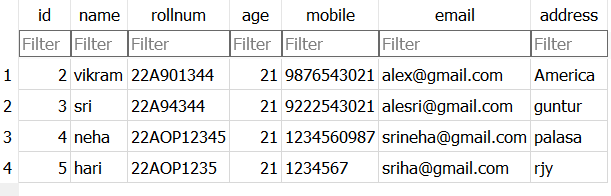 id name rollnum age mobile email address
Filter Filter Filter Filter Filter Filter Filter
1 2 vikram 22A901344 21 9876543021 alex@gmail.com America
2 3 sri 22A94344 21 9222543021 alesri@gmail.com guntur
3 4 neha 22AOP12345 21 1234560987 srineha@gmail.com palasa
4 5 hari 22AOP1235 21 1234567 sriha@gmail.com rjy